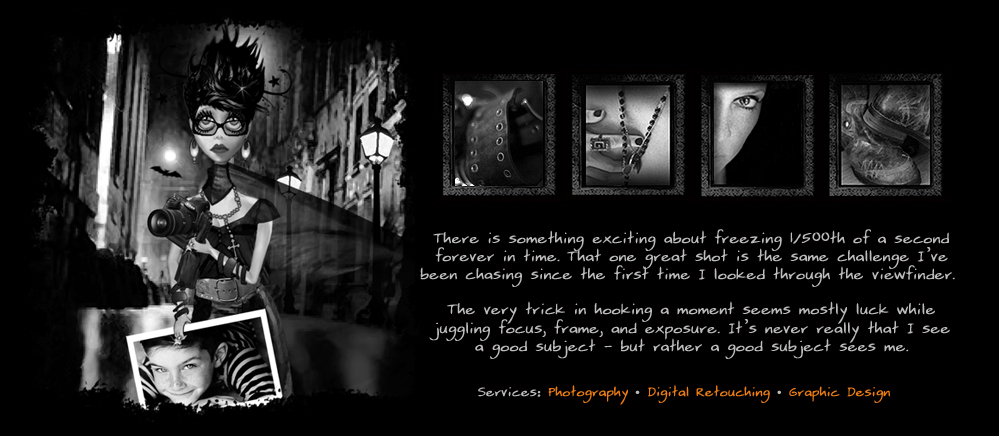 There is something exciting about freezing 1/500th of a second
forever in time. That one great shot is the same challenge I've
been chasing since the first time I looked through the viewfinder.
The very trick in hooking a moment seems mostly luck while
juggling focus, frame, and exposure. It's never really that I see
a good subject - but rather a good subject sees me.
Services: Photography • Digital Retouching • Graphic Design